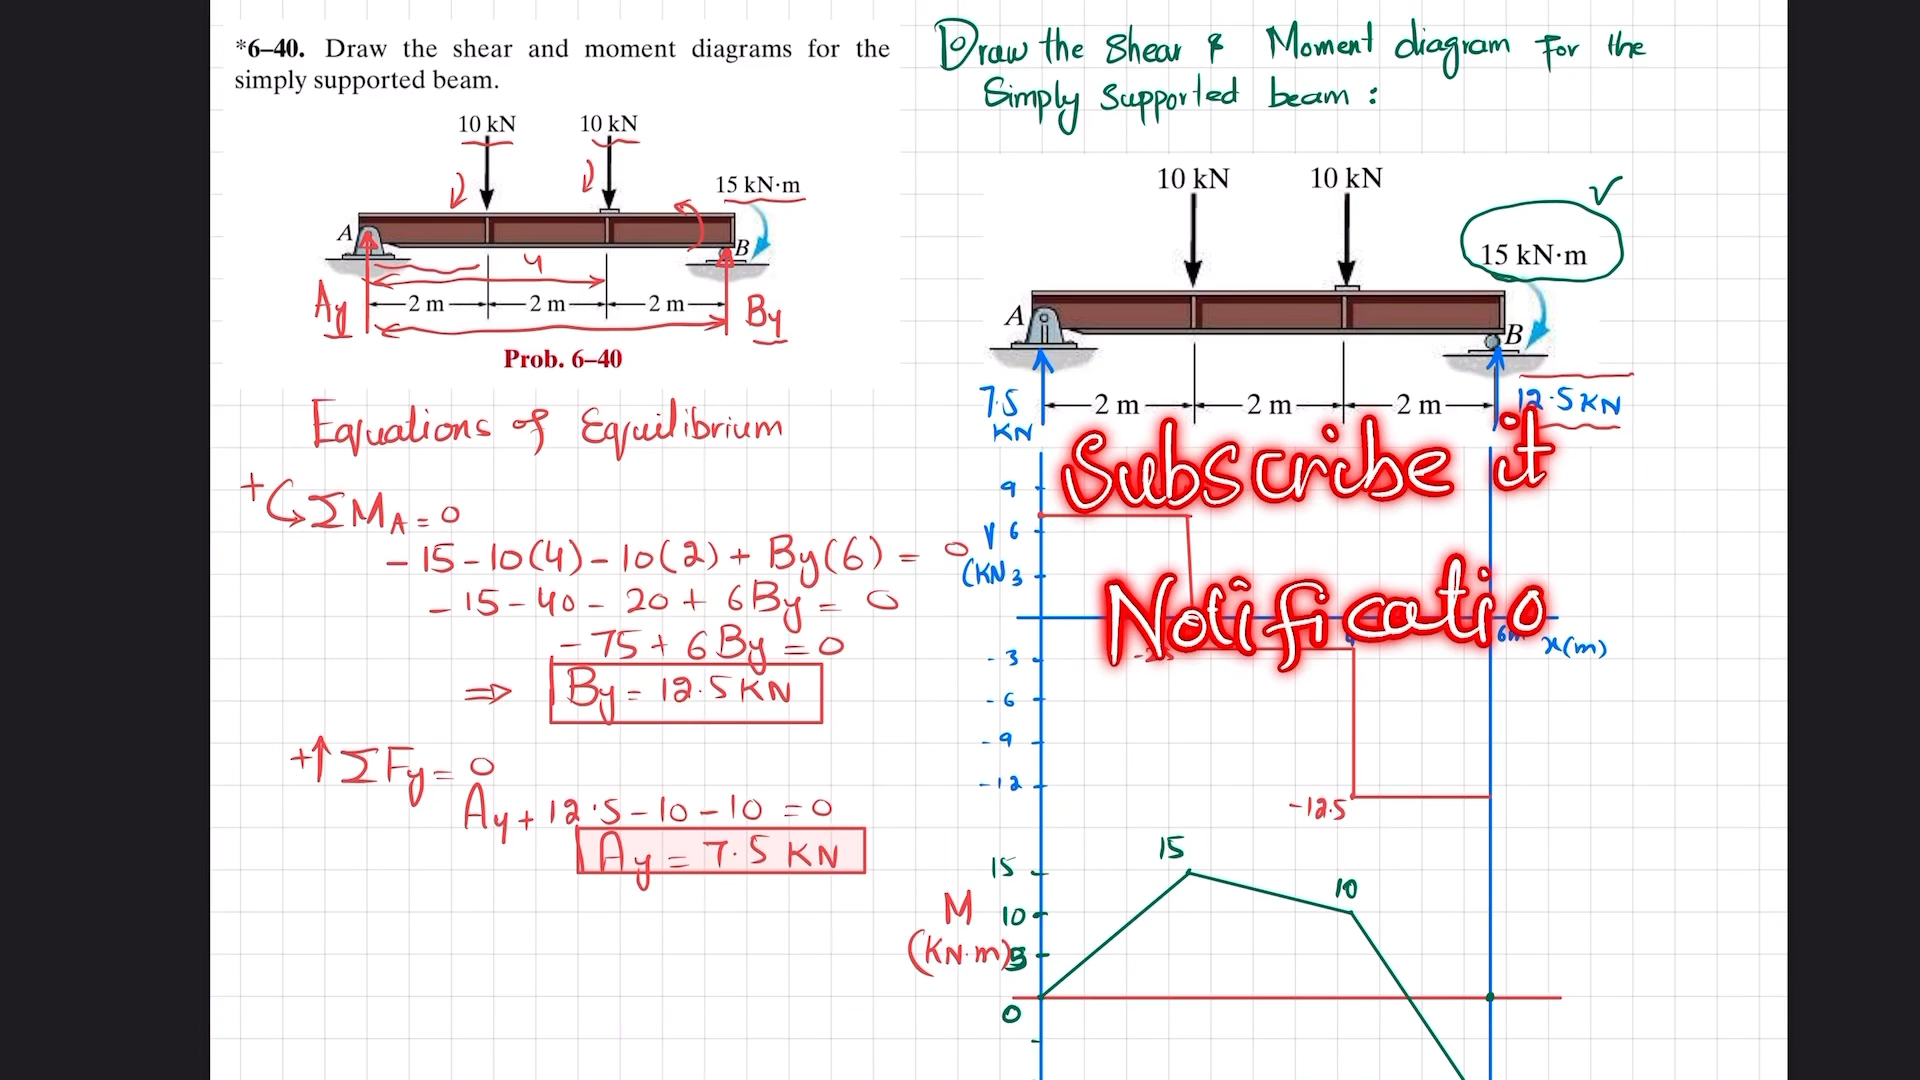 *6–40. Draw the shear and moment diagrams for the
simply supported beam.
10 kN
10 kN
15 kN·m
A
B
4
Ay
2 m
2 m
2 m
By
Prob. 6–40
Equations of Equilibrium
+ ΣMA = 0
-15-10(4)-10(2)+ By(6) = 0
-15-40-20+ 6By = 0
-75+ 6By = 0
⇒ By = 12.5KN
+↑ ΣFy = 0
Ay + 12.5-10-10 = 0
Ay = 7.5 KN
Draw the Shear & Moment diagram for the
Simply Supported beam :
10 kN
10 kN
15 kN·m
A
B
7.5
KN
2 m
2 m
2 m
12.5KN
Subscribe it
Notificatio
9
V 6
(KN 3
-3
-6
-9
-12
6m
x(m)
-12.5
15
15
10
M
10
(KN·m)
0